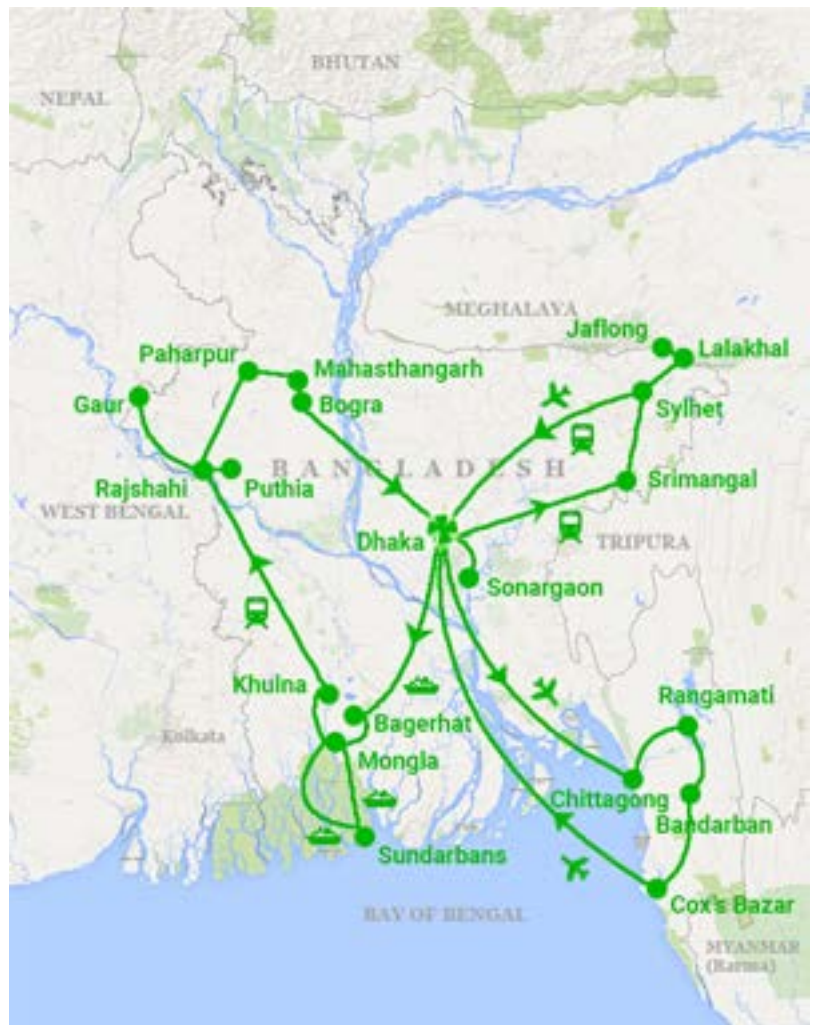 BHUTAN
NEPAL
MEGHALAYA
Jaflong
Lalakhal
Paharpur
Mahasthangarh
Gaur
Bogra
Sylhet
BANGLADESH
Rajshahi
Puthia
Srimangal
WEST BENGAL
Dhaka
TRIPURA
Sonargaon
Khulna
Rangamati
Bagerhat
Kolkata
Mongla
Chittagong
Bandarban
Sundarbans
Cox's Bazar
BAY OF BENGAL
MYANMAR
(Burma)